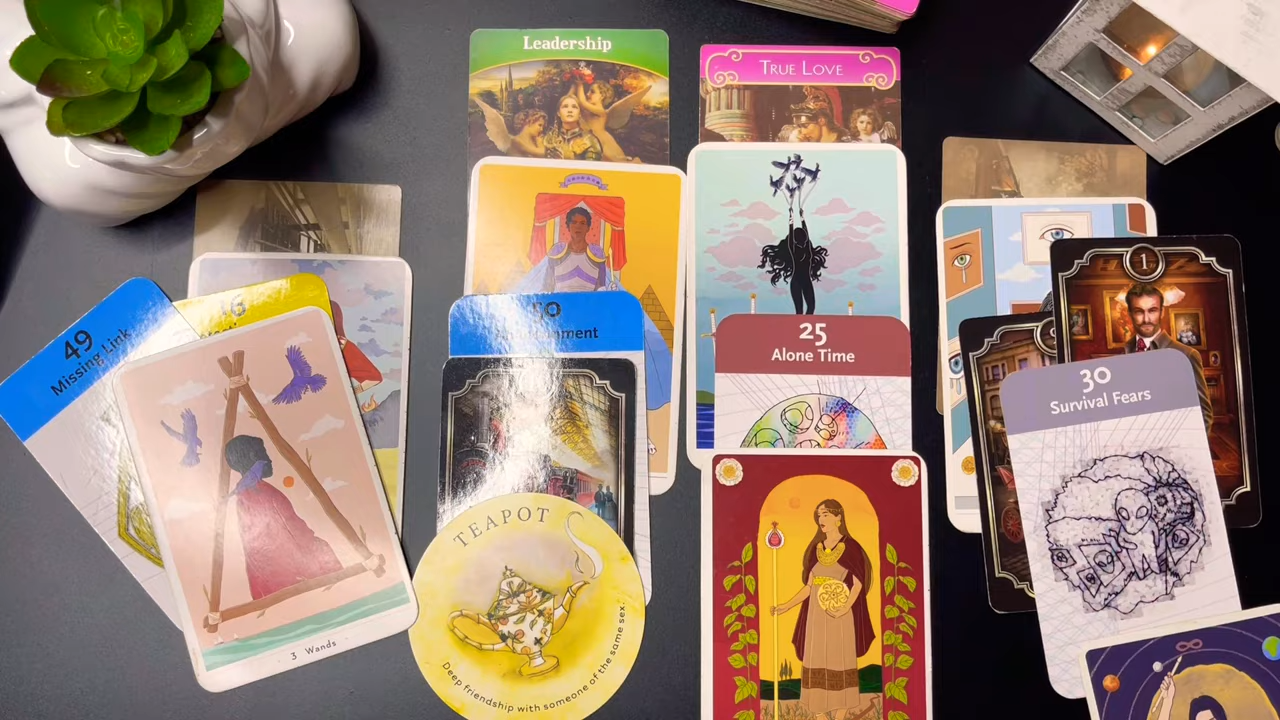 Leadership
TRUE LOVE
1
49
Missing Link
6
25
Alone Time
30
Survival Fears
TEAPOT
Deep friendship with someone of the same sex.
3 Wands